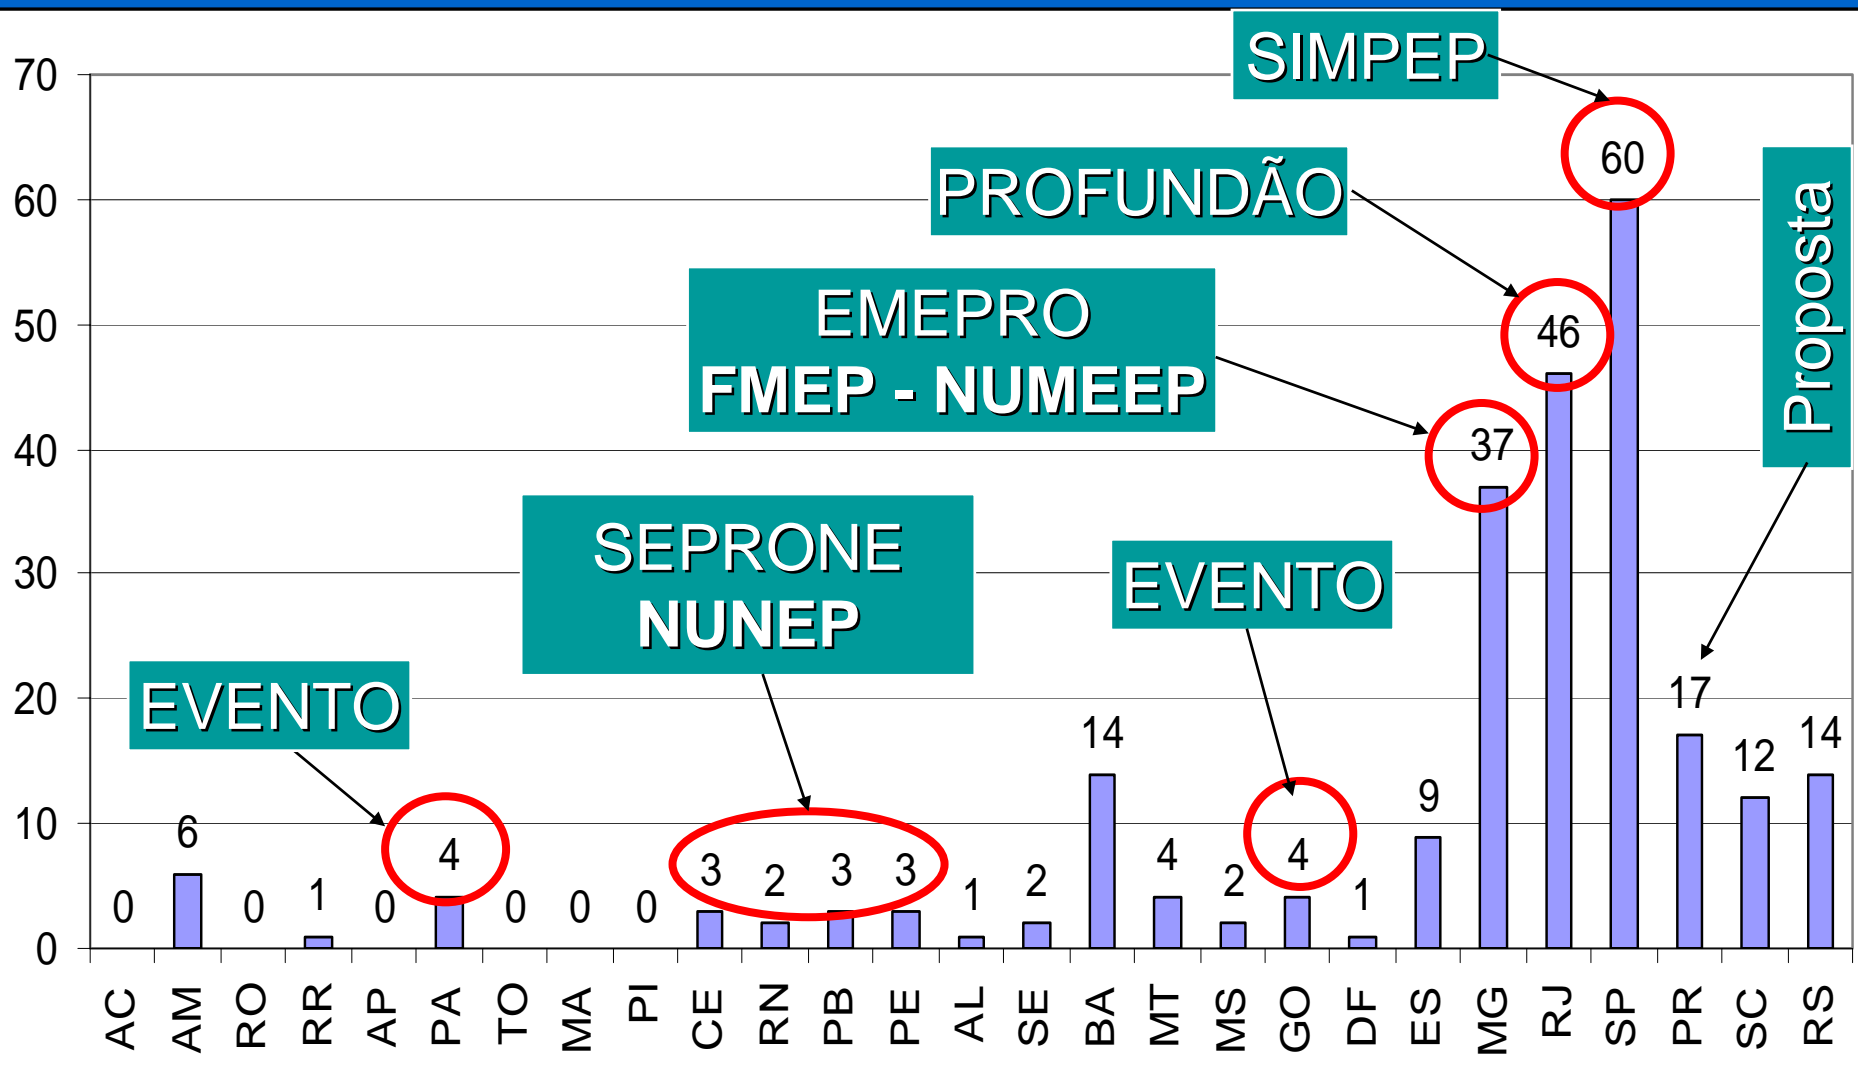 SIMPEP
70
60
PROFUNDÃO
60
Proposta
EMEPRO
FMEP - NUMEEP
50
46
40
37
SEPRONE
NUNEP
EVENTO
30
EVENTO
20
10
0
0 6 0 1 0 4 0 0 0 3 2 3 3 1 2 14 4 2 4 1 9 17 12 14
AC AM RO RR AP PA TO MA PI CE RN PB PE AL SE BA MT MS GO DF ES MG RJ SP PR SC RS